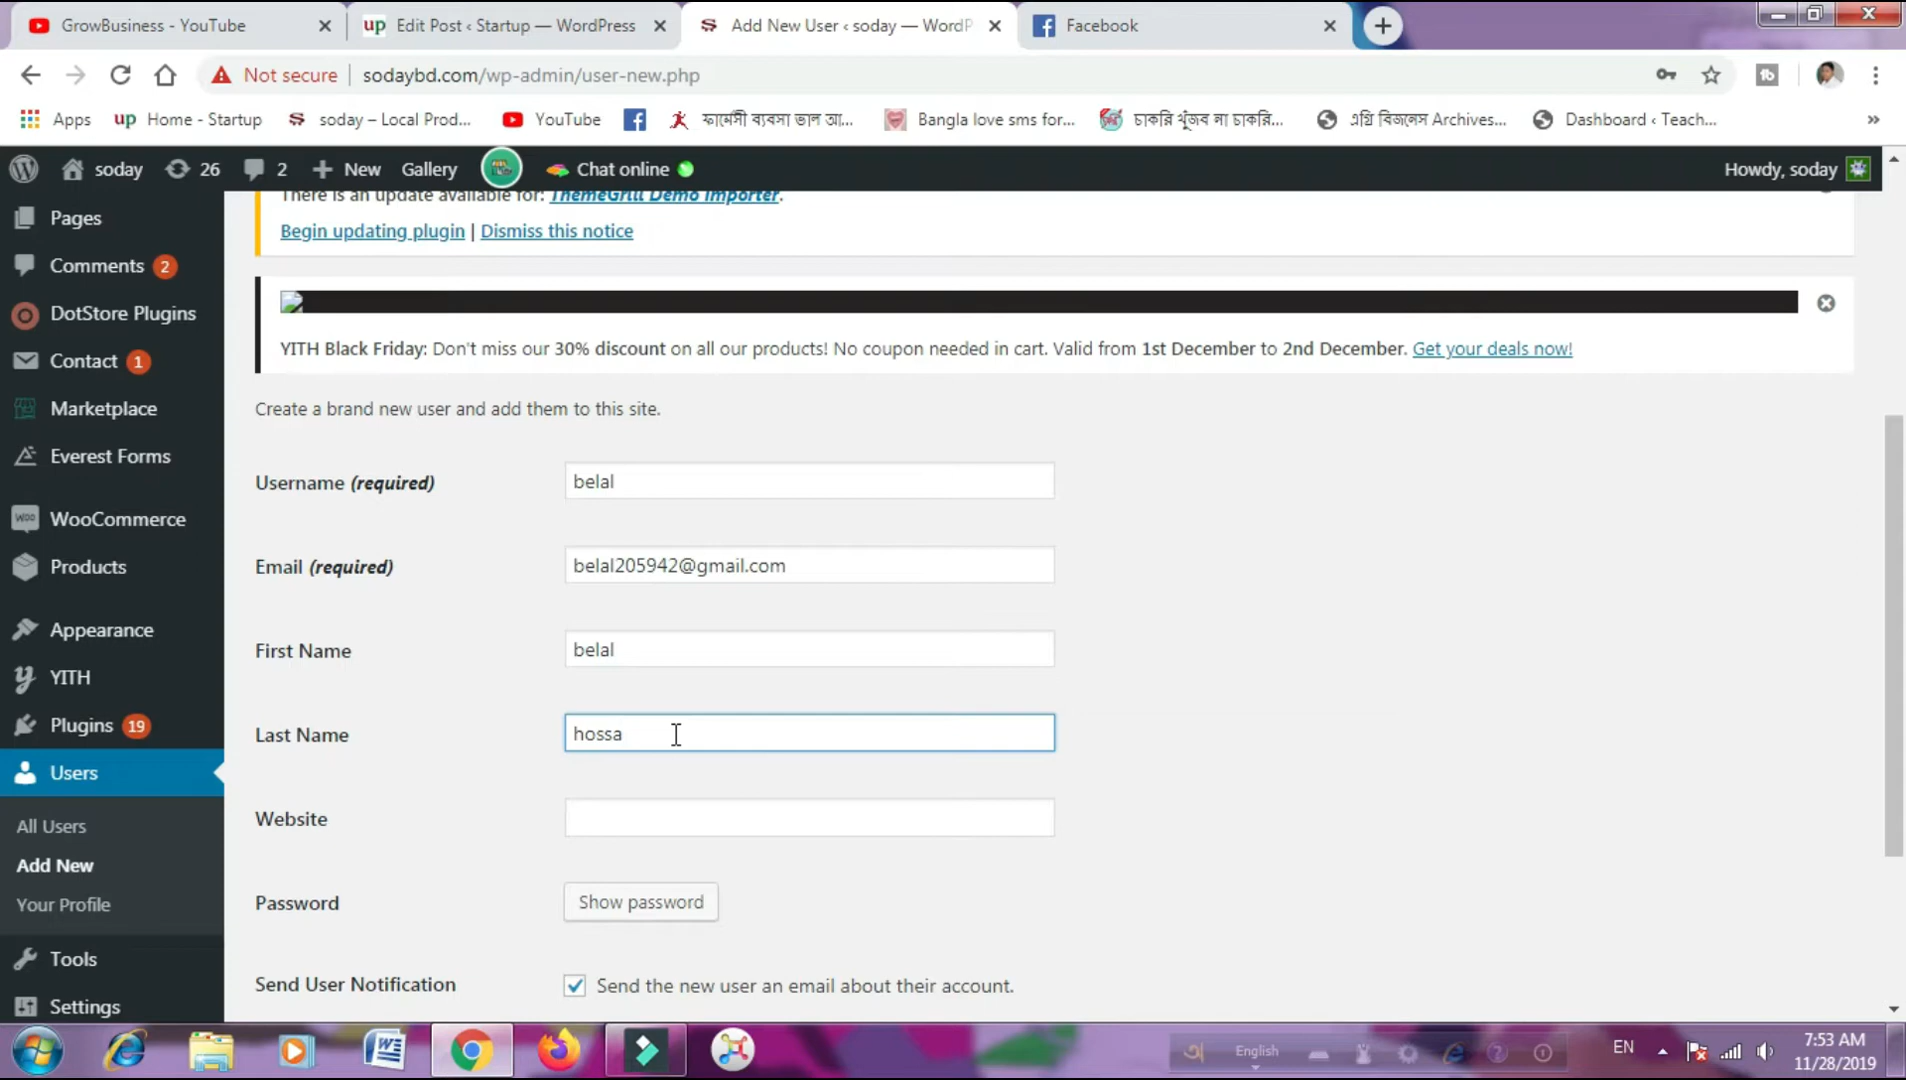 GrowBusiness - YouTube
Edit Post ‹ Startup — WordPress
Add New User ‹ soday — WordP
Facebook
Not secure
sodaybd.com/wp-admin/user-new.php
Apps
up Home - Startup
soday – Local Prod...
YouTube
ফার্মেসী ব্যবসা ভাল আ...
Bangla love sms for...
চাকরি খুঁজব না চাকরি...
এগ্রি বিজনেস Archives...
Dashboard ‹ Teach...
»
soday
26
2
New
Gallery
Chat online
Howdy, soday
Pages
Comments 2
DotStore Plugins
Contact 1
Marketplace
Everest Forms
WooCommerce
Products
Appearance
YITH
Plugins 19
Users
All Users
Add New
Your Profile
Tools
Settings
There is an update available for: ThemeGrill Demo Importer.
Begin updating plugin | Dismiss this notice
YITH Black Friday: Don't miss our 30% discount on all our products! No coupon needed in cart. Valid from 1st December to 2nd December. Get your deals now!
Create a brand new user and add them to this site.
Username (required)
belal
Email (required)
belal205942@gmail.com
First Name
belal
Last Name
hossa
Website
Password
Show password
Send User Notification
Send the new user an email about their account.
অ
English
EN
7:53 AM
11/28/2019